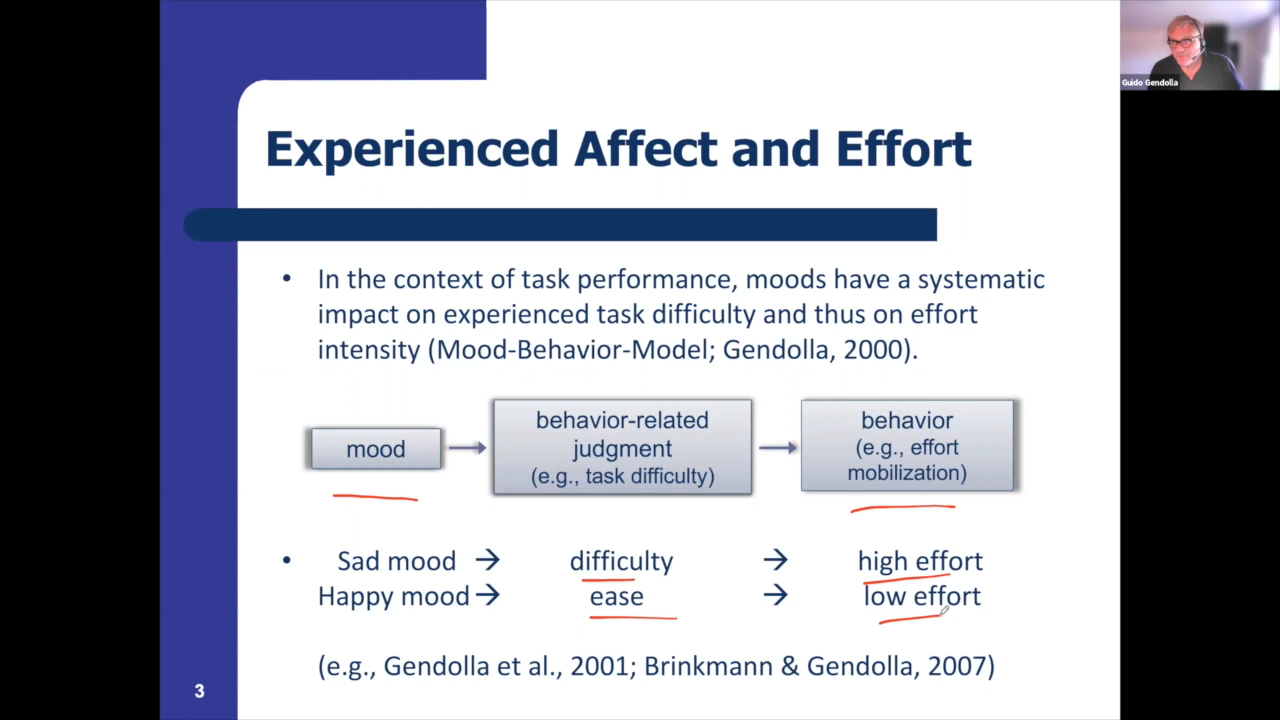 Guido Gendolla
Experienced Affect and Effort
• In the context of task performance, moods have a systematic
impact on experienced task difficulty and thus on effort
intensity (Mood-Behavior-Model; Gendolla, 2000).
mood → behavior-related judgment (e.g., task difficulty) → behavior (e.g., effort mobilization)
• Sad mood → difficulty → high effort
Happy mood → ease → low effort
(e.g., Gendolla et al., 2001; Brinkmann & Gendolla, 2007)
3